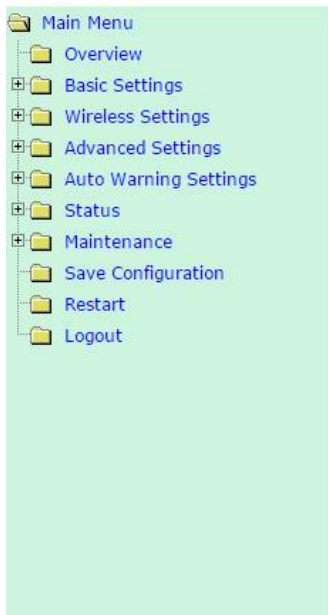 Main Menu
Overview
Basic Settings
Wireless Settings
Advanced Settings
Auto Warning Settings
Status
Maintenance
Save Configuration
Restart
Logout